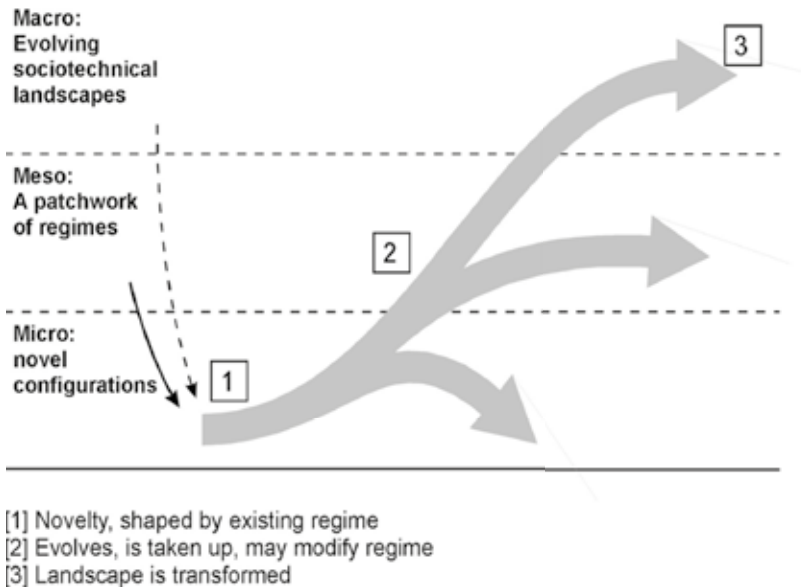 Macro:
Evolving
sociotechnical
landscapes
3
Meso:
A patchwork
of regimes
2
Micro:
novel
configurations
1
[1] Novelty, shaped by existing regime
[2] Evolves, is taken up, may modify regime
[3] Landscape is transformed